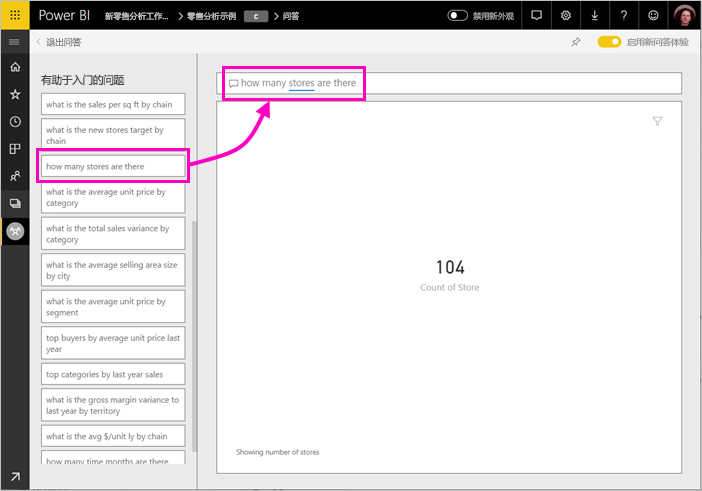 Power BI 新零售分析工作... 零售分析示例 C 问答 禁用新外观
退出问答 启用新问答体验
有助于入门的问题
what is the sales per sq ft by chain
what is the new stores target by
chain
how many stores are there
what is the average unit price by
category
what is the total sales variance by
category
what is the average selling area size
by city
what is the average unit price by
segment
top buyers by average unit price last
year
top categories by last year sales
what is the gross margin variance to
last year by territory
what is the avg $/unit ly by chain
how many time months are there
how many stores are there
104
Count of Store
Showing number of stores